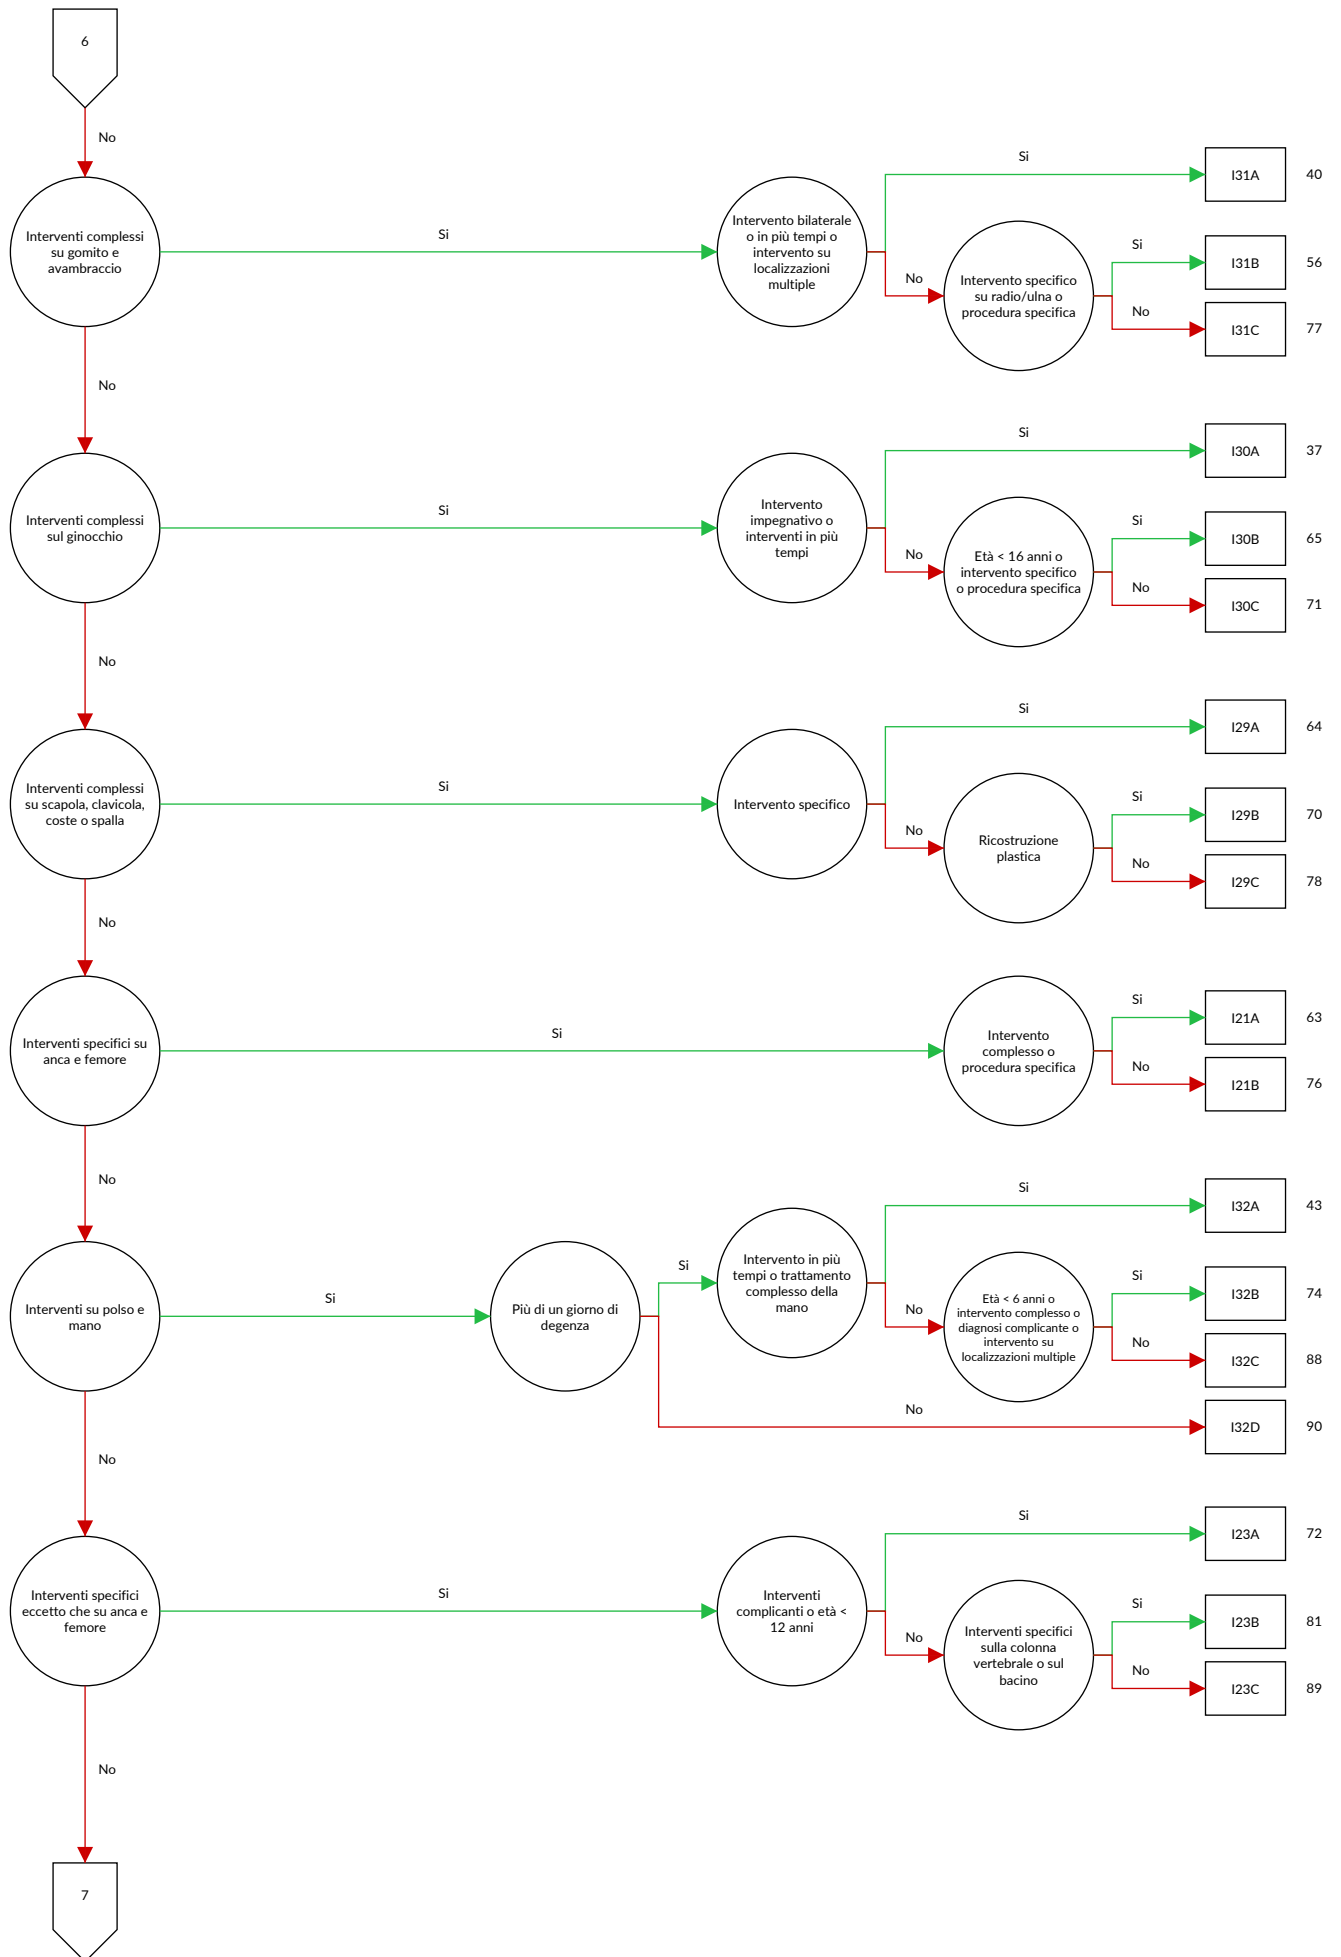 6
No
Si
I31A
40
Interventi complessi
su gomito e
avambraccio
Si
Intervento bilaterale
o in più tempi o
intervento su
localizzazioni
multiple
No
Intervento specifico
su radio/ulna o
procedura specifica
Si
I31B
56
No
I31C
77
No
Si
I30A
37
Interventi complessi
sul ginocchio
Si
Intervento
impegnativo o
interventi in più
tempi
No
Età < 16 anni o
intervento specifico
o procedura specifica
Si
I30B
65
No
I30C
71
No
Si
I29A
64
Interventi complessi
su scapola, clavicola,
coste o spalla
Si
Intervento specifico
No
Ricostruzione
plastica
Si
I29B
70
No
I29C
78
No
Interventi specifici su
anca e femore
Si
Intervento
complesso o
procedura specifica
Si
I21A
63
No
I21B
76
No
Si
I32A
43
Interventi su polso e
mano
Si
Più di un giorno di
degenza
Si
Intervento in più
tempi o trattamento
complesso della
mano
No
Età < 6 anni o
intervento complesso o
diagnosi complicante o
intervento su
localizzazioni multiple
Si
I32B
74
No
I32C
88
No
I32D
90
No
Si
I23A
72
Interventi specifici
eccetto che su anca e
femore
Si
Interventi
complicanti o età <
12 anni
No
Interventi specifici
sulla colonna
vertebrale o sul
bacino
Si
I23B
81
No
I23C
89
No
7